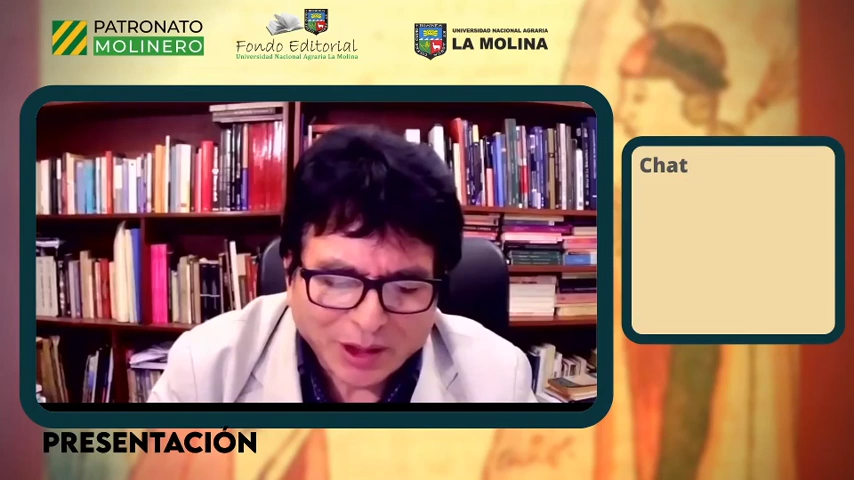 PATRONATO
MOLINERO
Fondo Editorial
Universidad Nacional Agraria La Molina
UNIVERSIDAD NACIONAL AGRARIA
LA MOLINA
Chat
PRESENTACIÓN